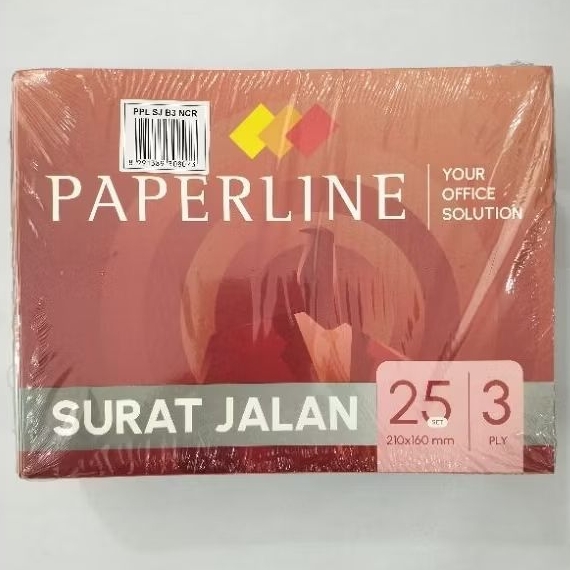 PPL SJ B3 NCR
PAPERLINE
YOUR
OFFICE
SOLUTION
SURAT JALAN
25 SET
210x160 mm
3
PLY